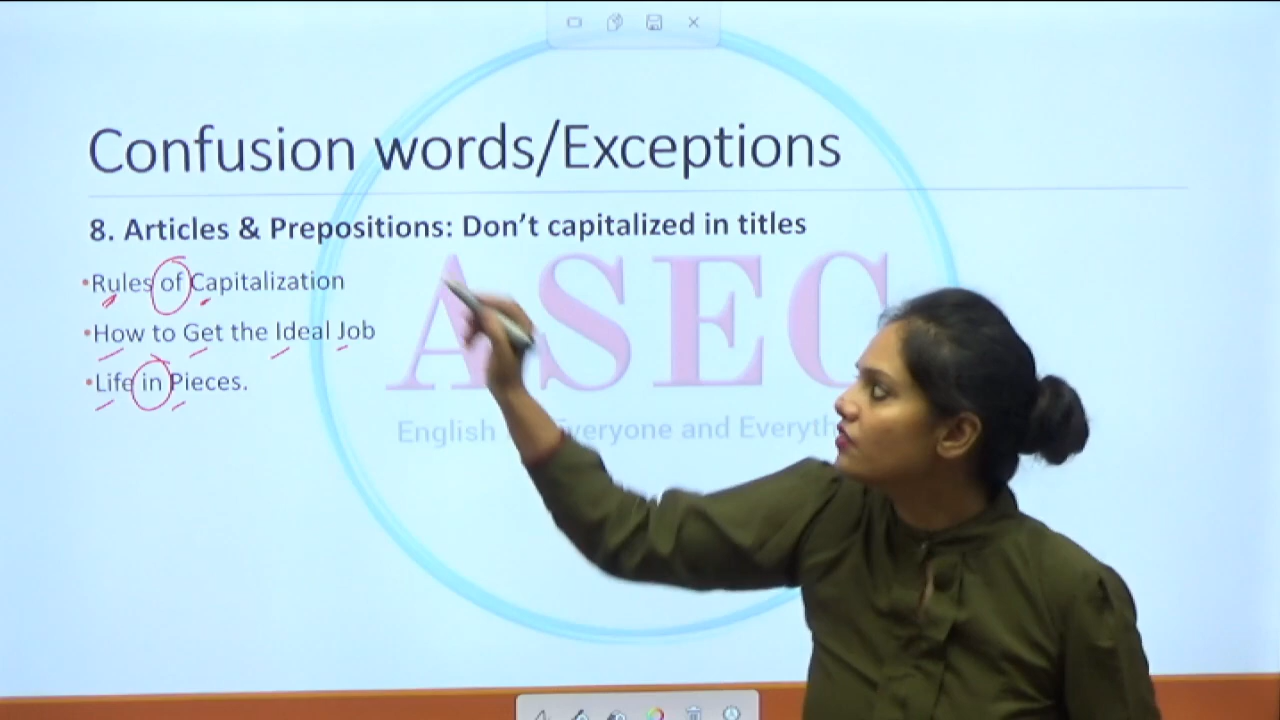 Confusion words/Exceptions
8. Articles & Prepositions: Don't capitalized in titles
•Rules of Capitalization
•How to Get the Ideal Job
•Life in Pieces.
ASEC
English Everyone and